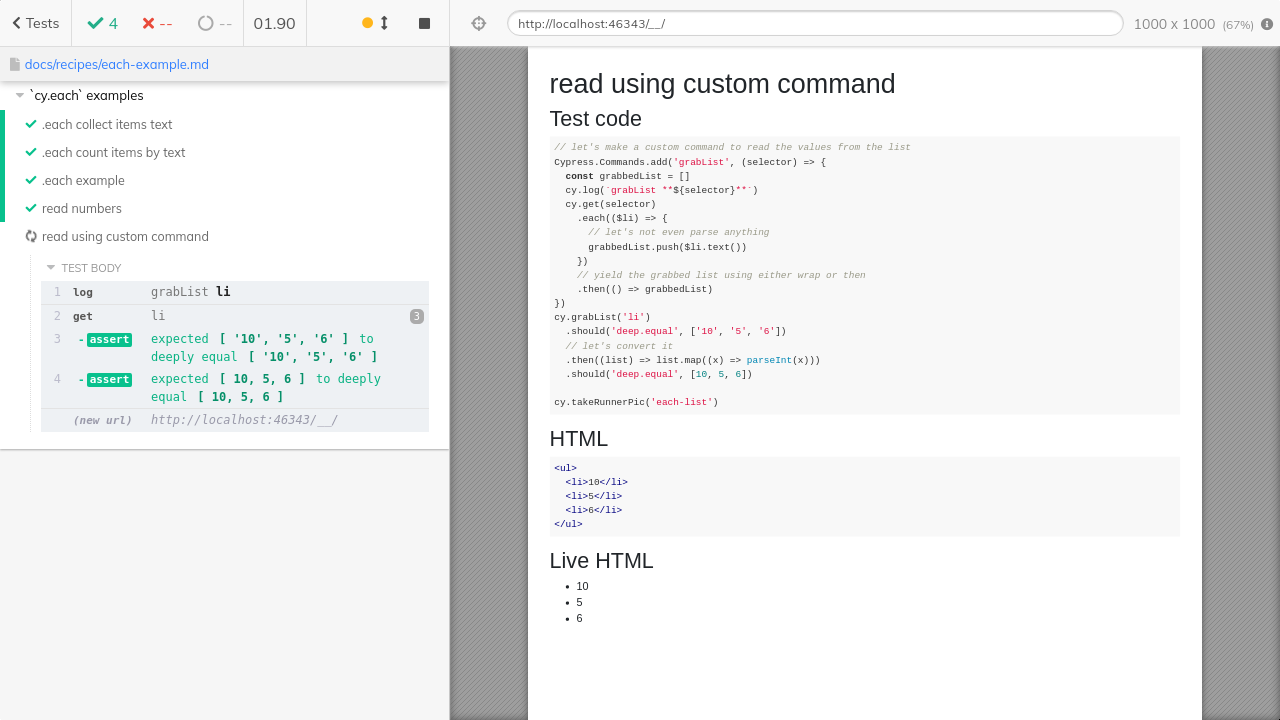 Tests 4 -- -- 01.90
http://localhost:46343/__/ 1000 x 1000 (67%)
docs/recipes/each-example.md
`cy.each` examples
.each collect items text
.each count items by text
.each example
read numbers
read using custom command
TEST BODY
1 log grabList li
2 get li 3
3 -assert expected [ '10', '5', '6' ] to
deeply equal [ '10', '5', '6' ]
4 -assert expected [ 10, 5, 6 ] to deeply
equal [ 10, 5, 6 ]
(new url) http://localhost:46343/__/
read using custom command
Test code
// let's make a custom command to read the values from the list
Cypress.Commands.add('grabList', (selector) => {
  const grabbedList = []
  cy.log(`grabList **${selector}**`)
  cy.get(selector)
    .each(($li) => {
      // let's not even parse anything
      grabbedList.push($li.text())
    })
    // yield the grabbed list using either wrap or then
    .then(() => grabbedList)
})
cy.grabList('li')
  .should('deep.equal', ['10', '5', '6'])
  // let's convert it
  .then((list) => list.map((x) => parseInt(x)))
  .should('deep.equal', [10, 5, 6])
cy.takeRunnerPic('each-list')
HTML
<ul>
  <li>10</li>
  <li>5</li>
  <li>6</li>
</ul>
Live HTML
• 10
• 5
• 6